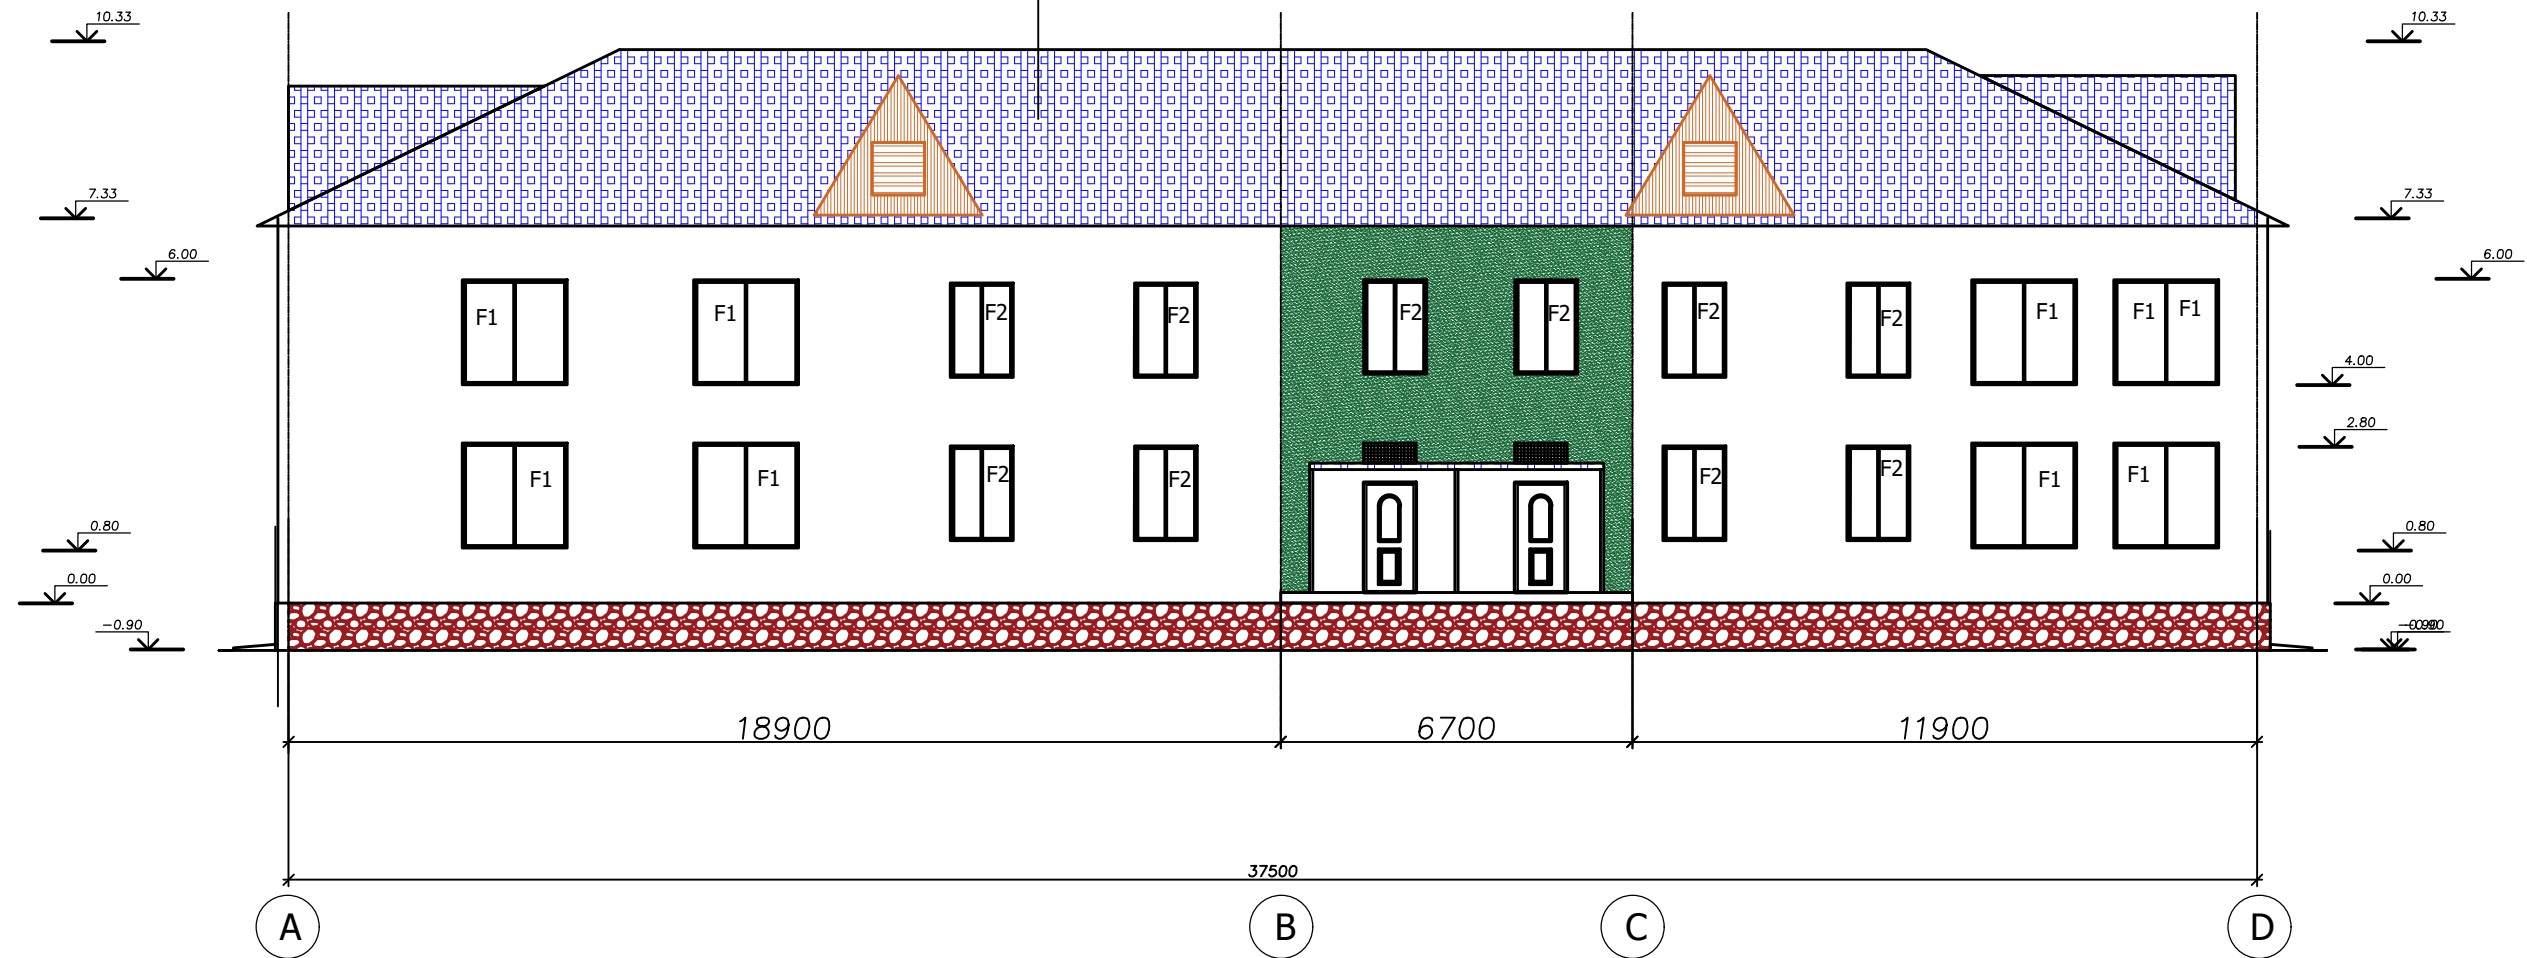 10.33 10.33
7.33 7.33
6.00 6.00
F1 F1 F2 F2 F2 F2 F2 F2 F1 F1 F1
4.00
2.80
F1 F1 F2 F2 F2 F2 F1 F1
0.80 0.80
0.00 0.00
-0.90
18900 6700 11900
37500
A B C D